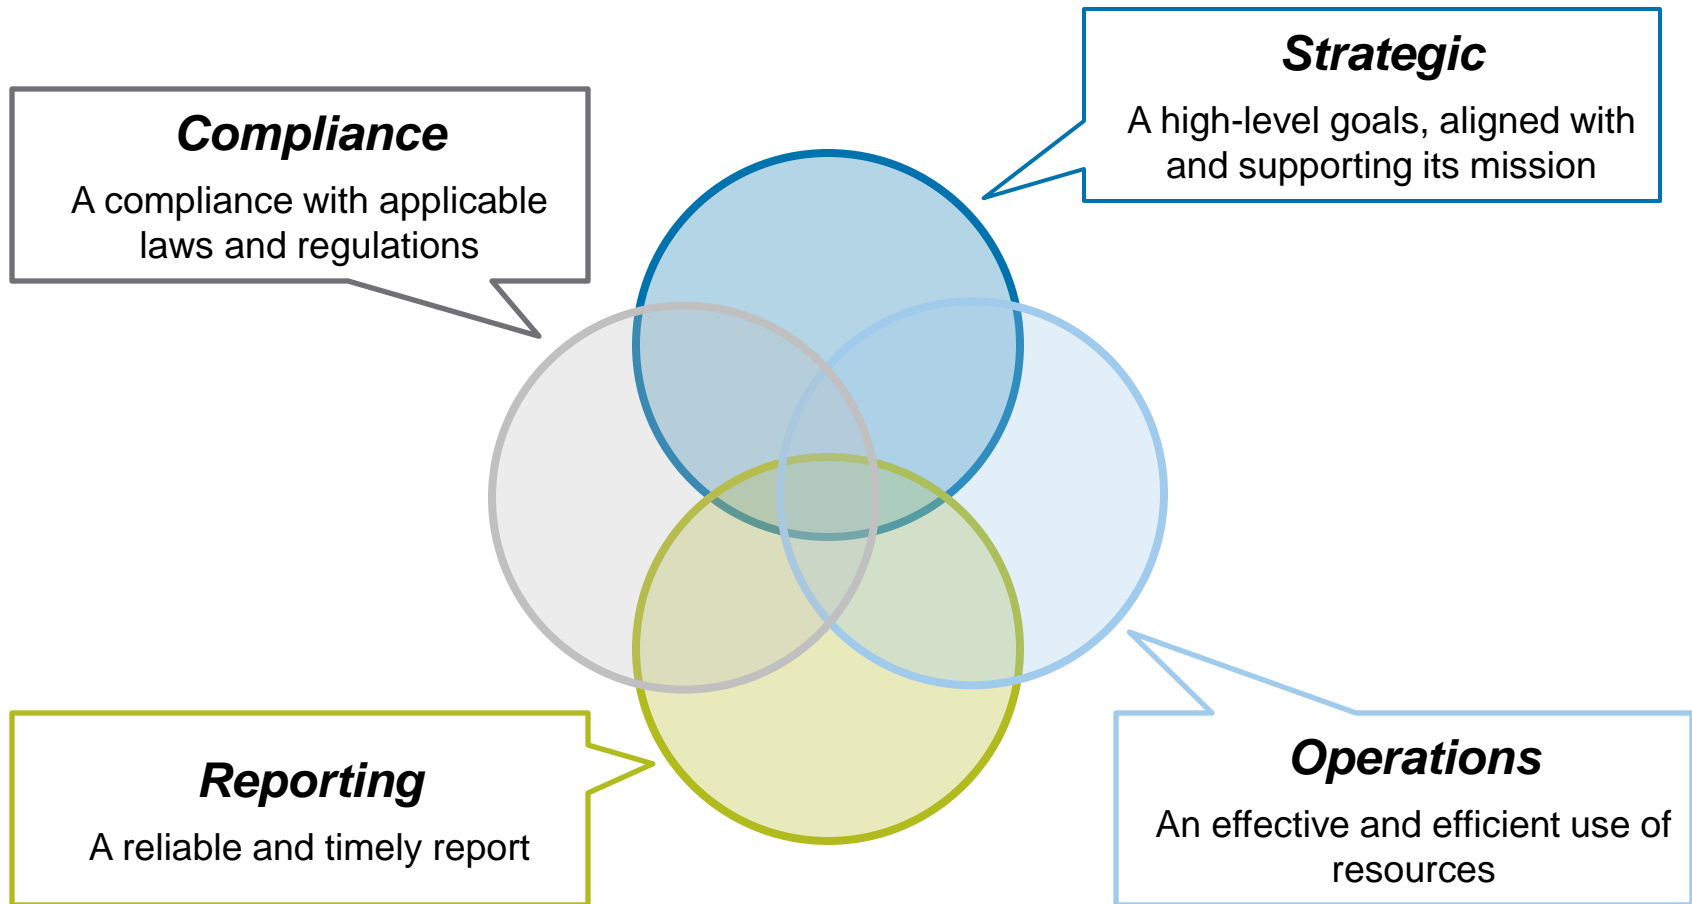 Strategic
A high-level goals, aligned with
and supporting its mission
Compliance
A compliance with applicable
laws and regulations
Reporting
A reliable and timely report
Operations
An effective and efficient use of
resources